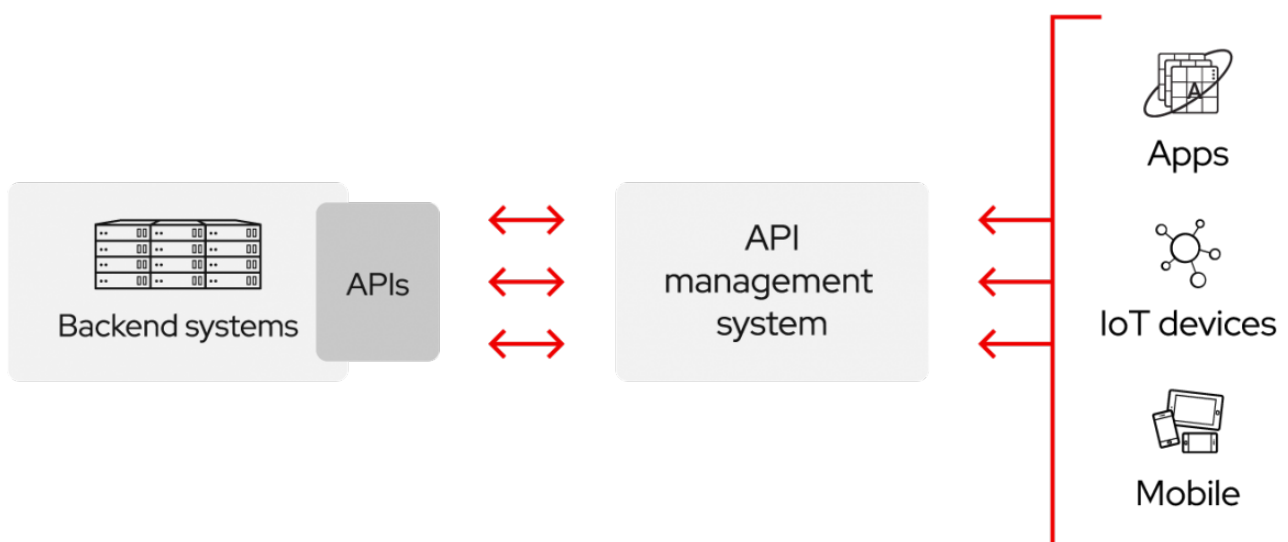 Backend systems
APIs
API
management
system
A
Apps
IoT devices
Mobile